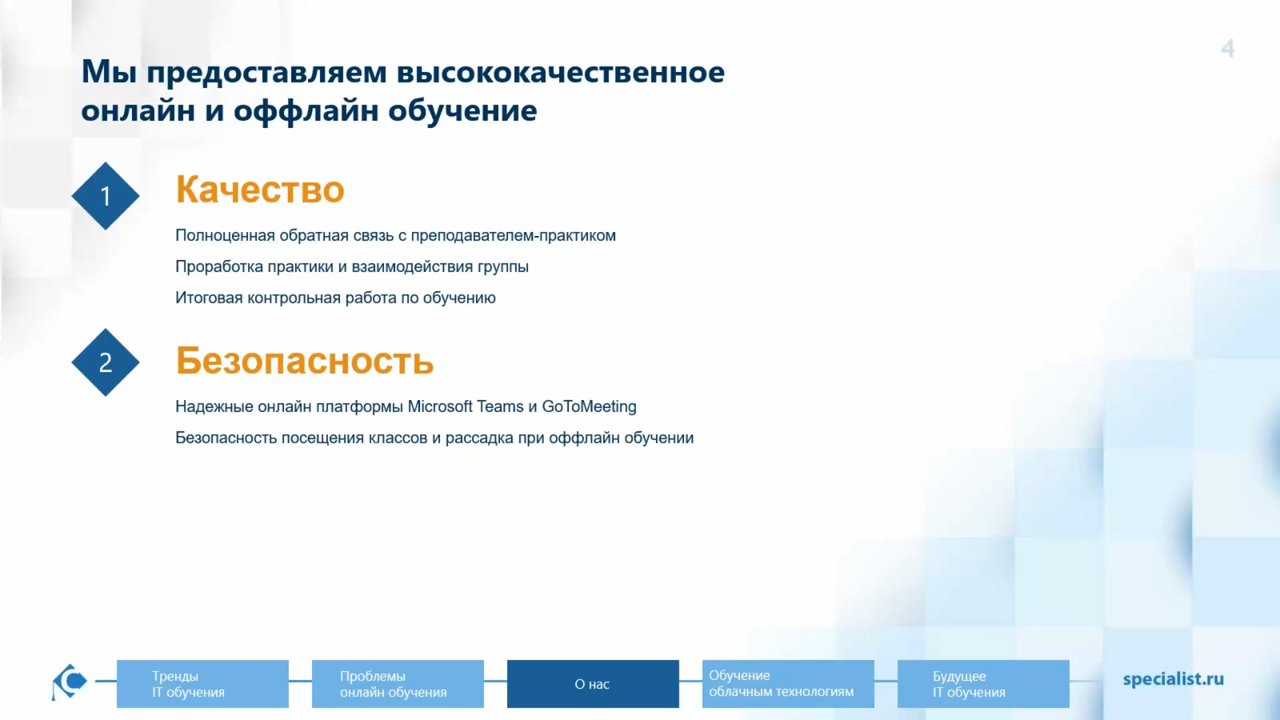 4
Мы предоставляем высококачественное
онлайн и оффлайн обучение
1
Качество
Полноценная обратная связь с преподавателем-практиком
Проработка практики и взаимодействия группы
Итоговая контрольная работа по обучению
2
Безопасность
Надежные онлайн платформы Microsoft Teams и GoToMeeting
Безопасность посещения классов и рассадка при оффлайн обучении
Тренды
IT обучения
Проблемы
онлайн обучения
О нас
Обучение
облачным технологиям
Будущее
IT обучения
specialist.ru